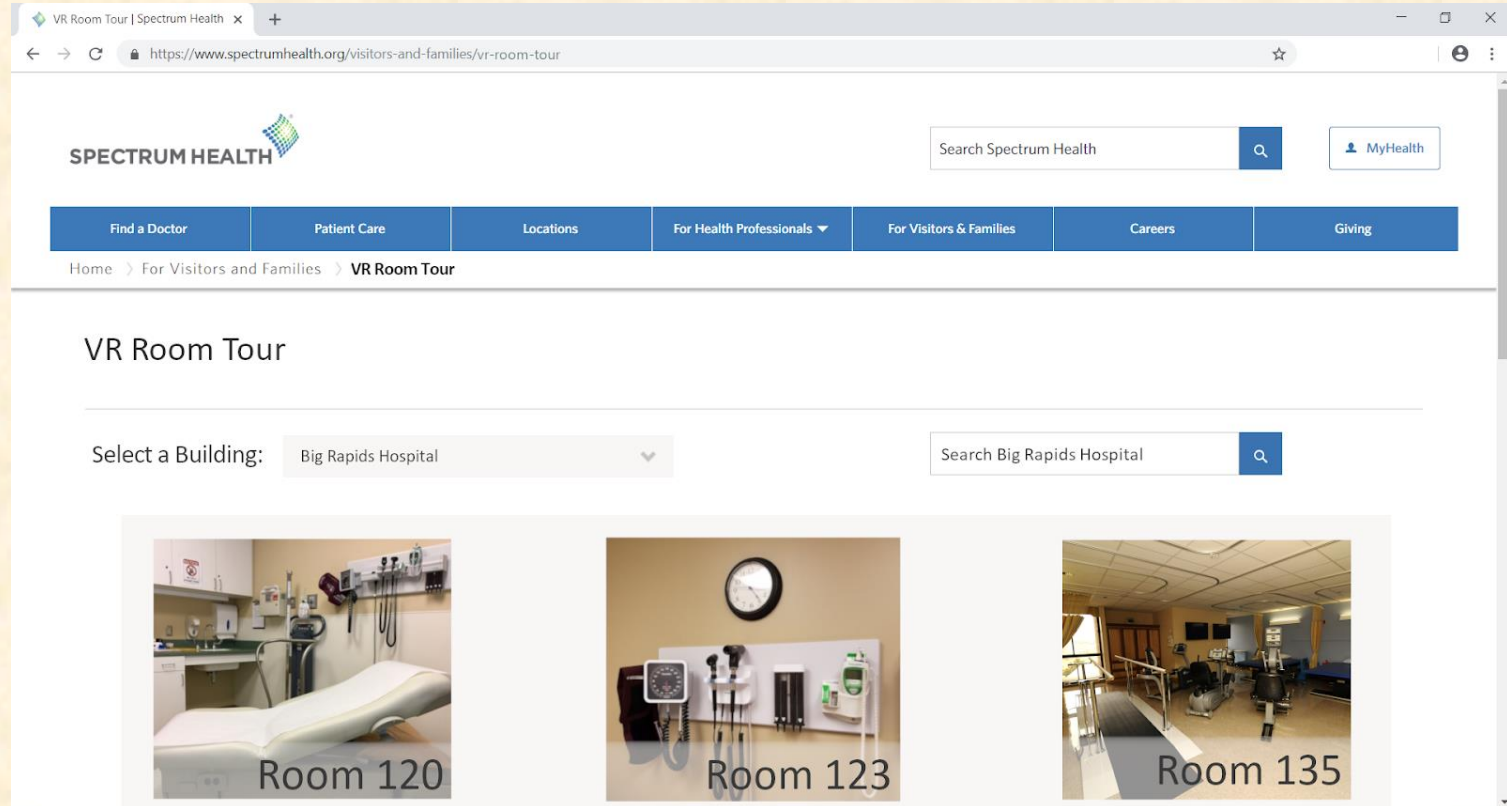 VR Room Tour | Spectrum Health
https://www.spectrumhealth.org/visitors-and-families/vr-room-tour
SPECTRUM HEALTH
Search Spectrum Health
MyHealth
Find a Doctor Patient Care Locations For Health Professionals For Visitors & Families Careers Giving
Home For Visitors and Families VR Room Tour
VR Room Tour
Select a Building: Big Rapids Hospital Search Big Rapids Hospital
Room 120 Room 123 Room 135